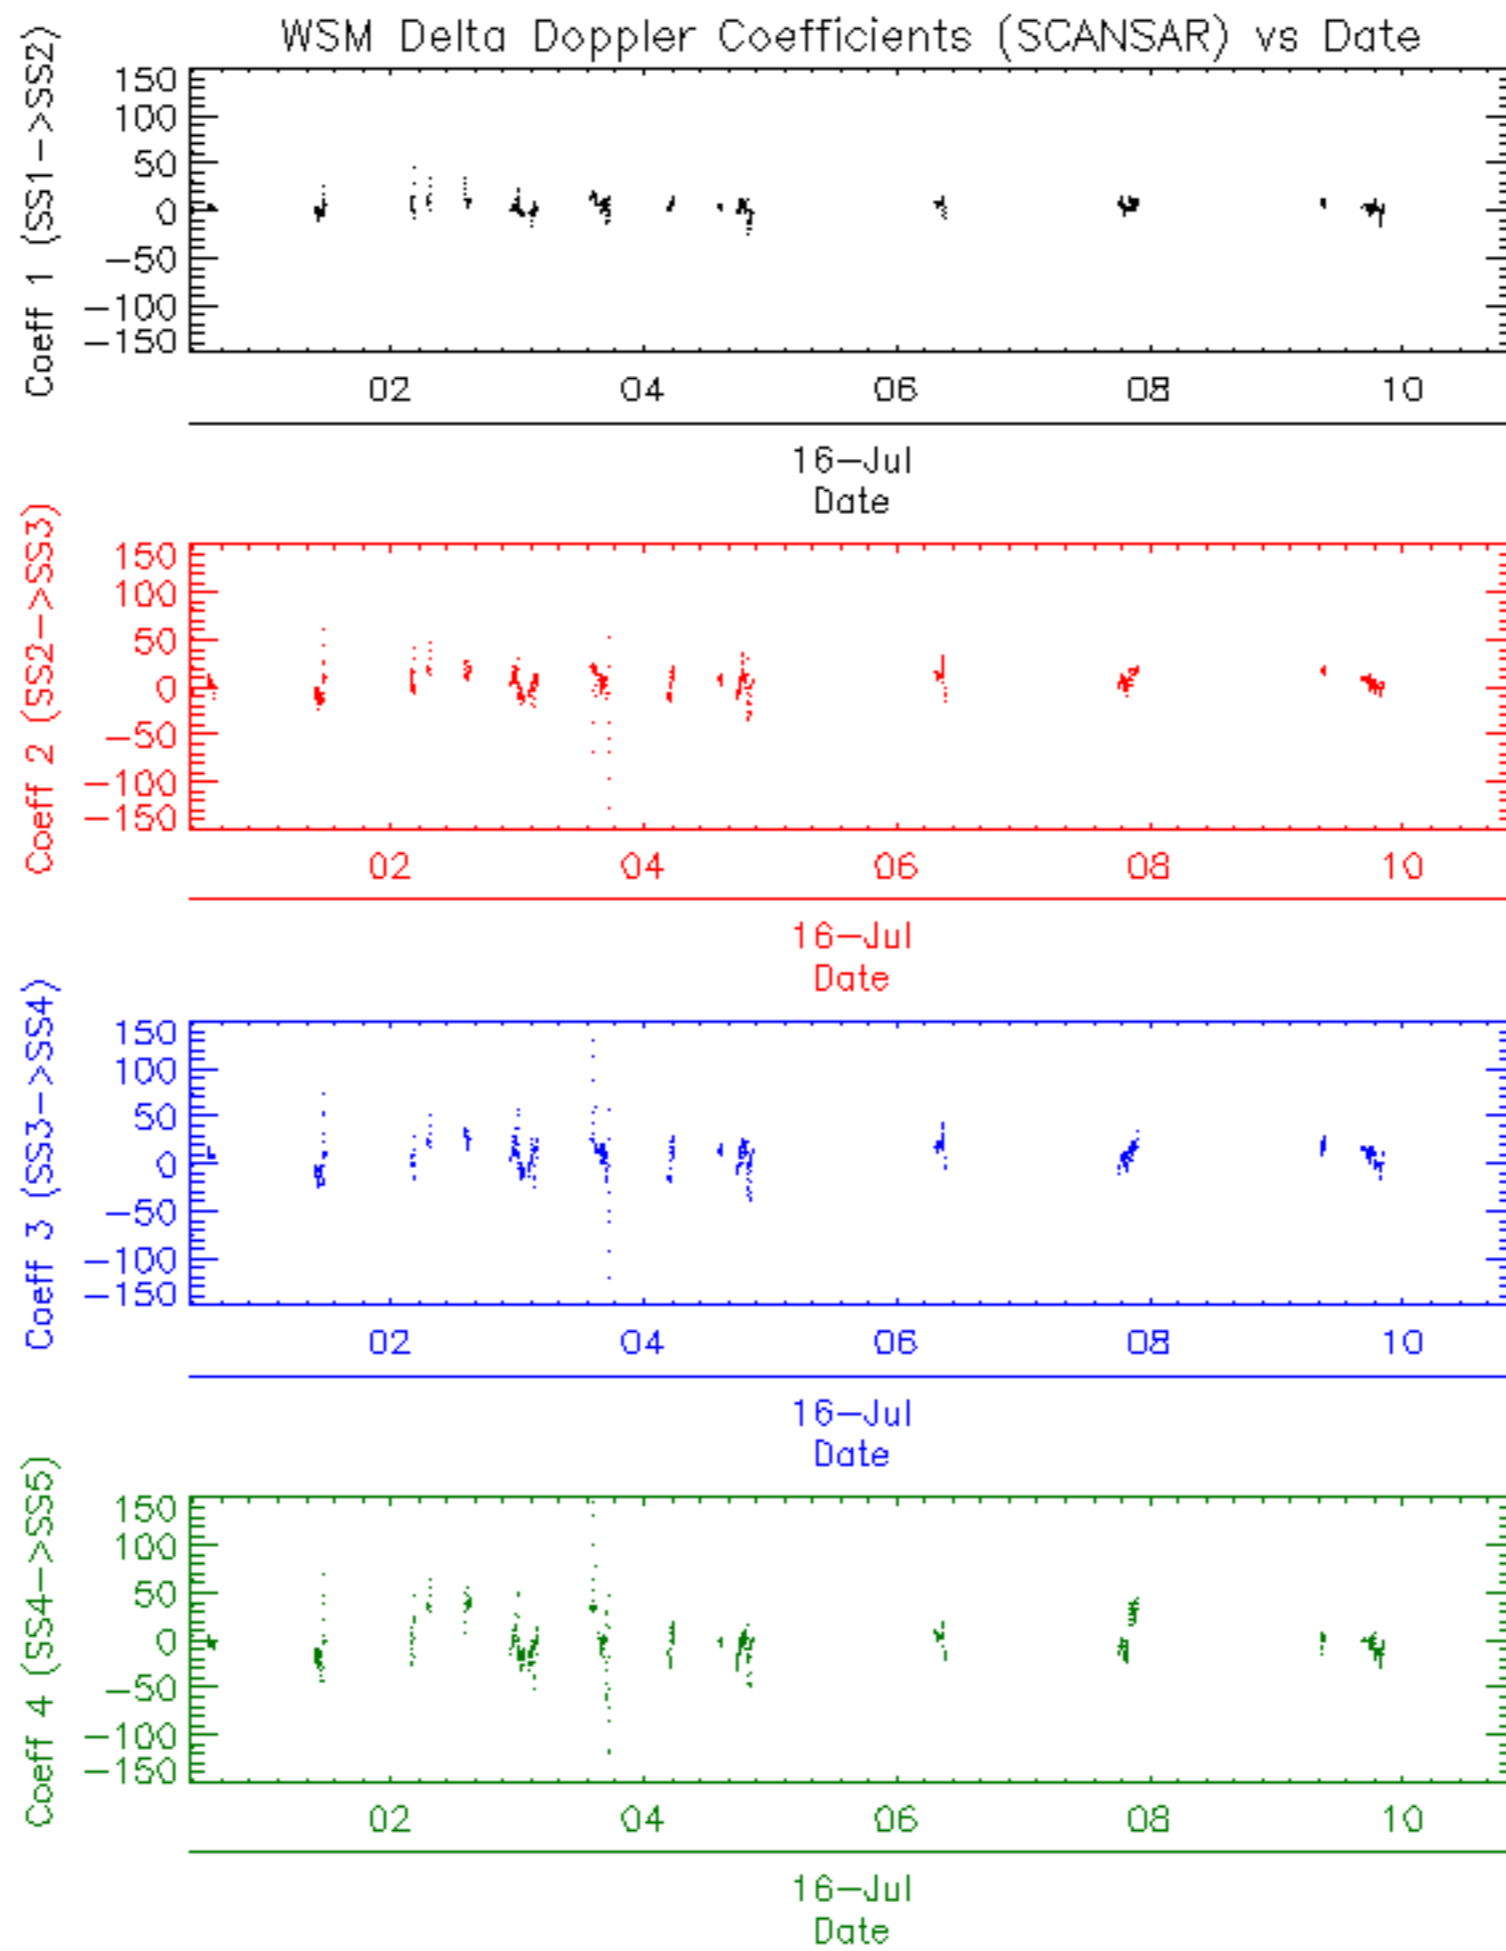 WSM Delta Doppler Coefficients (SCANSAR) vs Date
Coeff 1 (SS1->SS2)
150
100
50
0
-50
-100
-150
02 04 06 08 10
16-Jul
Date
Coeff 2 (SS2->SS3)
150
100
50
0
-50
-100
-150
02 04 06 08 10
16-Jul
Date
Coeff 3 (SS3->SS4)
150
100
50
0
-50
-100
-150
02 04 06 08 10
16-Jul
Date
Coeff 4 (SS4->SS5)
150
100
50
0
-50
-100
-150
02 04 06 08 10
16-Jul
Date